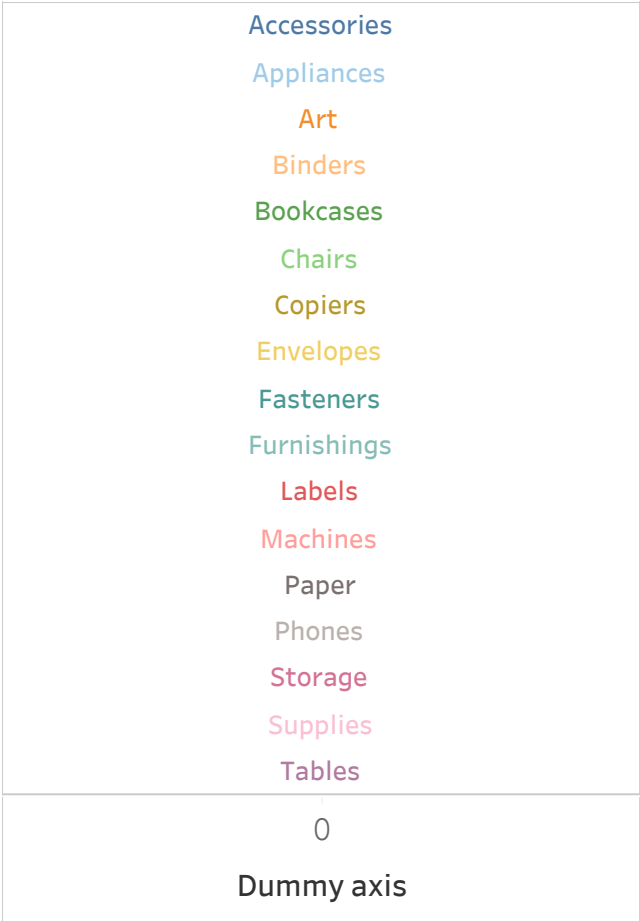 Accessories
Appliances
Art
Binders
Bookcases
Chairs
Copiers
Envelopes
Fasteners
Furnishings
Labels
Machines
Paper
Phones
Storage
Supplies
Tables
0
Dummy axis